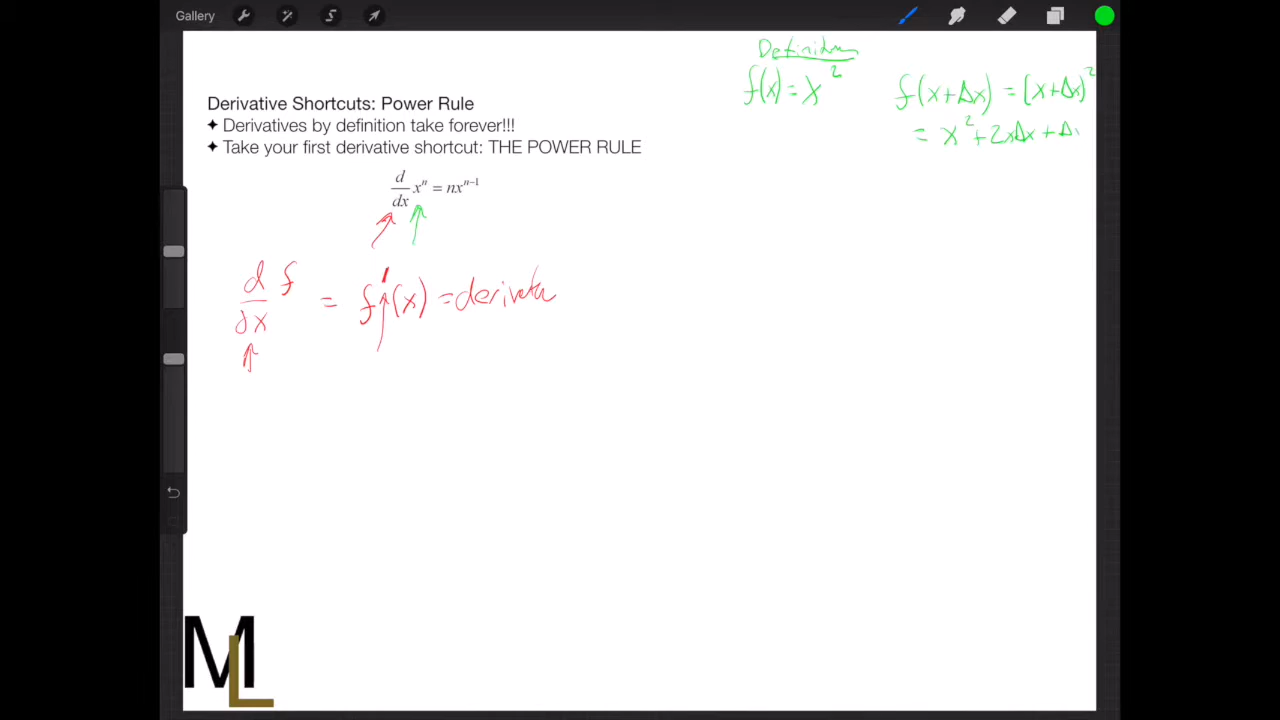 Gallery
Definition
f(x) = x²
f(x+Δx) = (x+Δx)²
= x² + 2xΔx + Δ
Derivative Shortcuts: Power Rule
✦ Derivatives by definition take forever!!!
✦ Take your first derivative shortcut: THE POWER RULE
d/dx xⁿ = nxⁿ⁻¹
d/dx f = f'(x) = derivative
ML